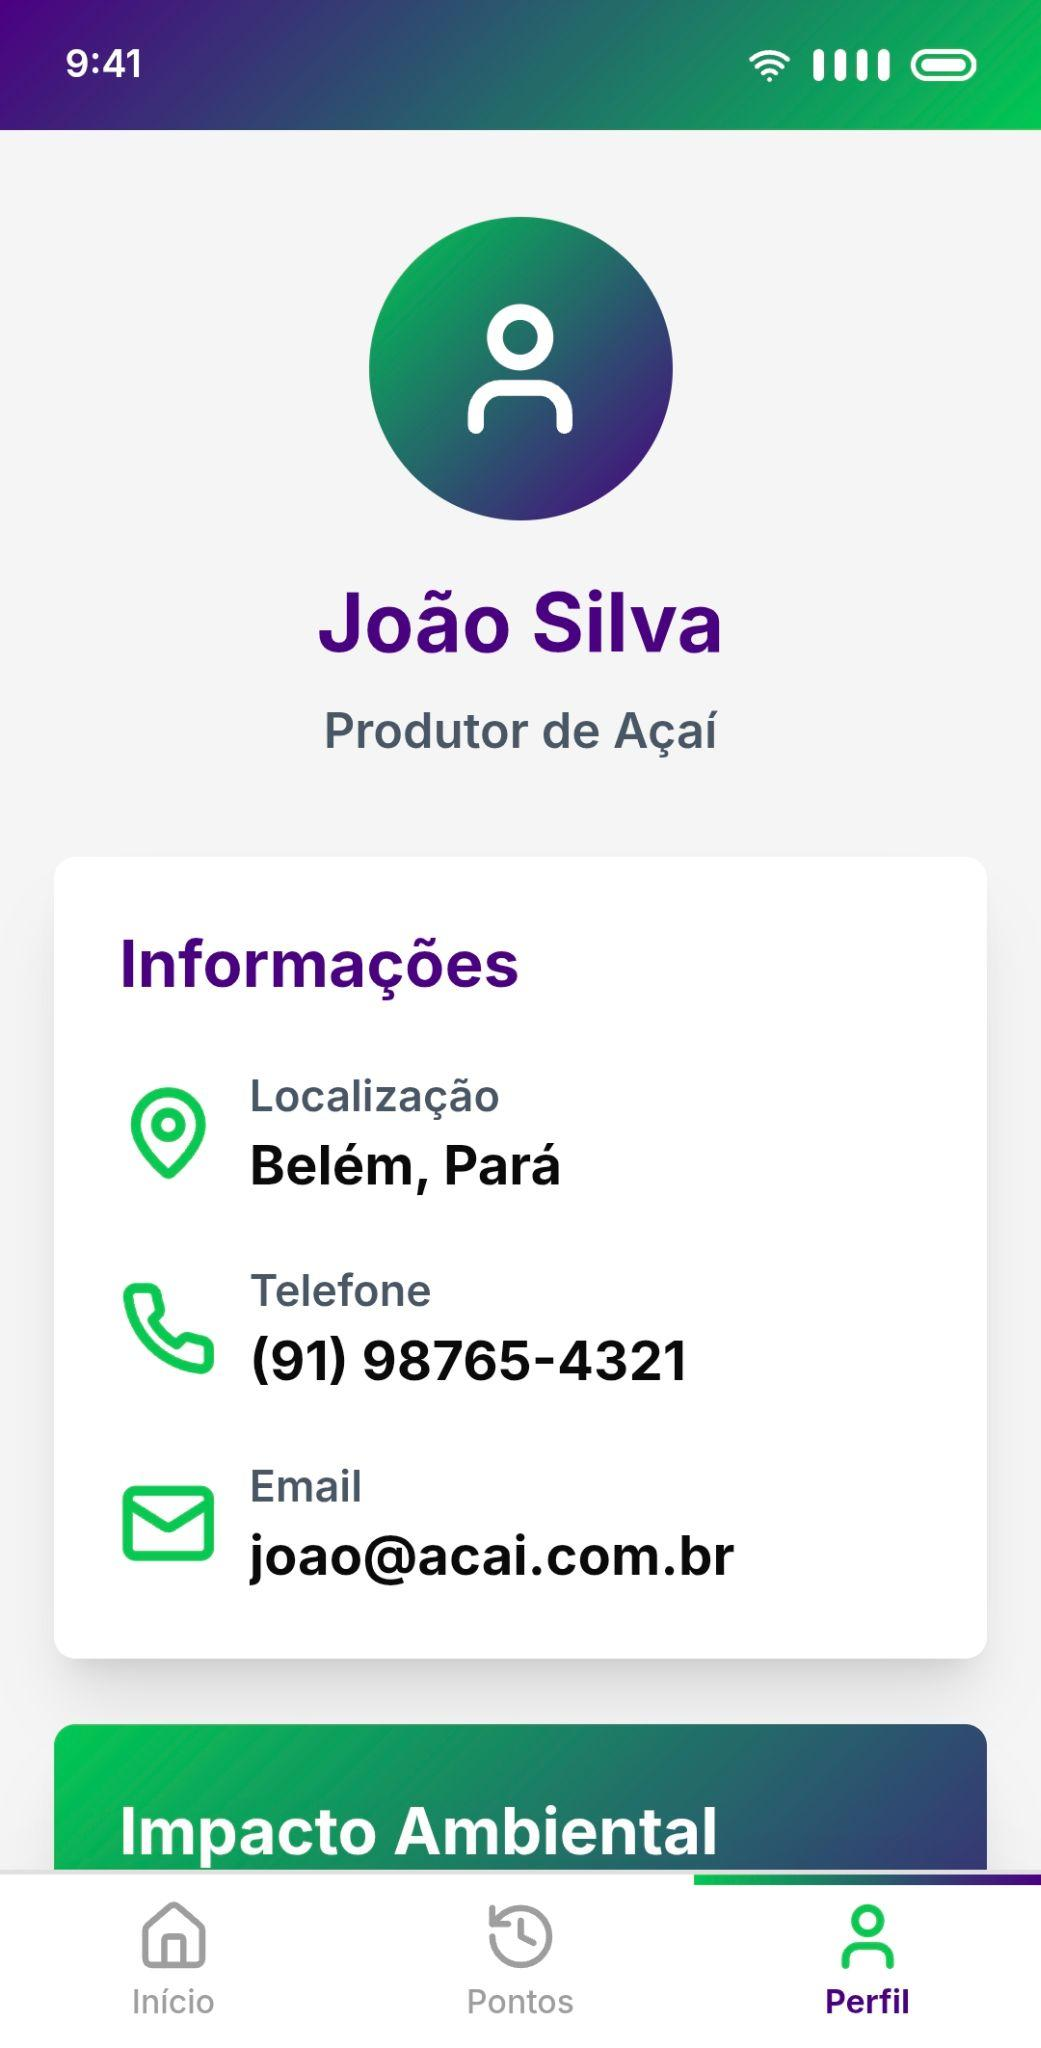 9:41
João Silva
Produtor de Açaí
Informações
Localização
Belém, Pará
Telefone
(91) 98765-4321
Email
joao@acai.com.br
Impacto Ambiental
Início
Pontos
Perfil